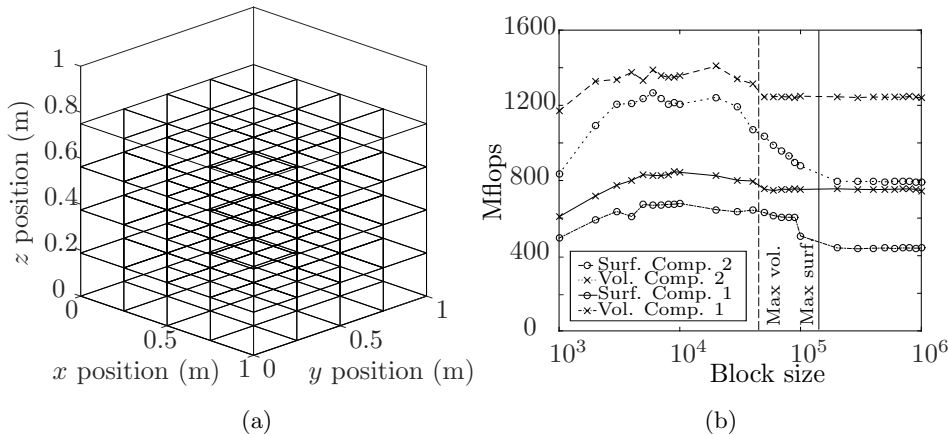 1
0.8
0.6
0.4
0.2
0
z position (m)
0
0.5
1
x position (m)
0
0.5
1
y position (m)
(a)
1600
1200
800
400
0
Mflops
Surf. Comp. 2
Vol. Comp. 2
Surf. Comp. 1
Vol. Comp. 1
Max vol.
Max surf.
10^3
10^4
10^5
10^6
Block size
(b)